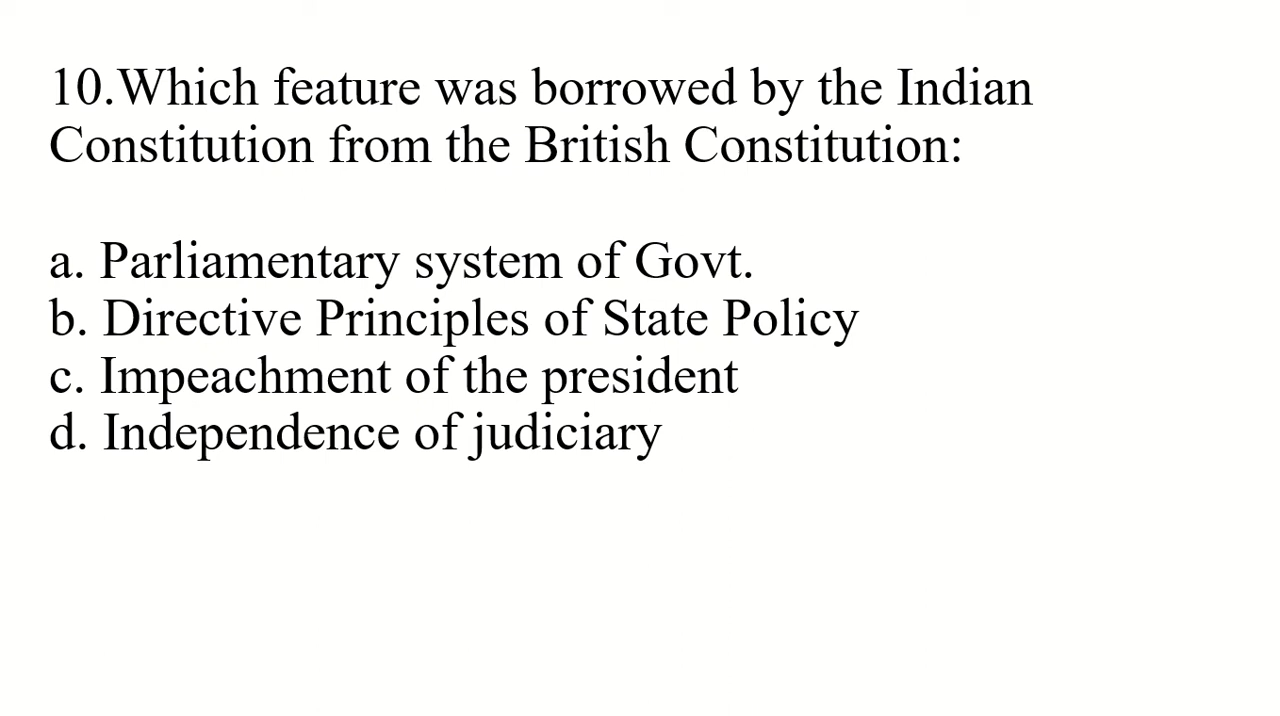 10.Which feature was borrowed by the Indian
Constitution from the British Constitution:
a. Parliamentary system of Govt.
b. Directive Principles of State Policy
c. Impeachment of the president
d. Independence of judiciary